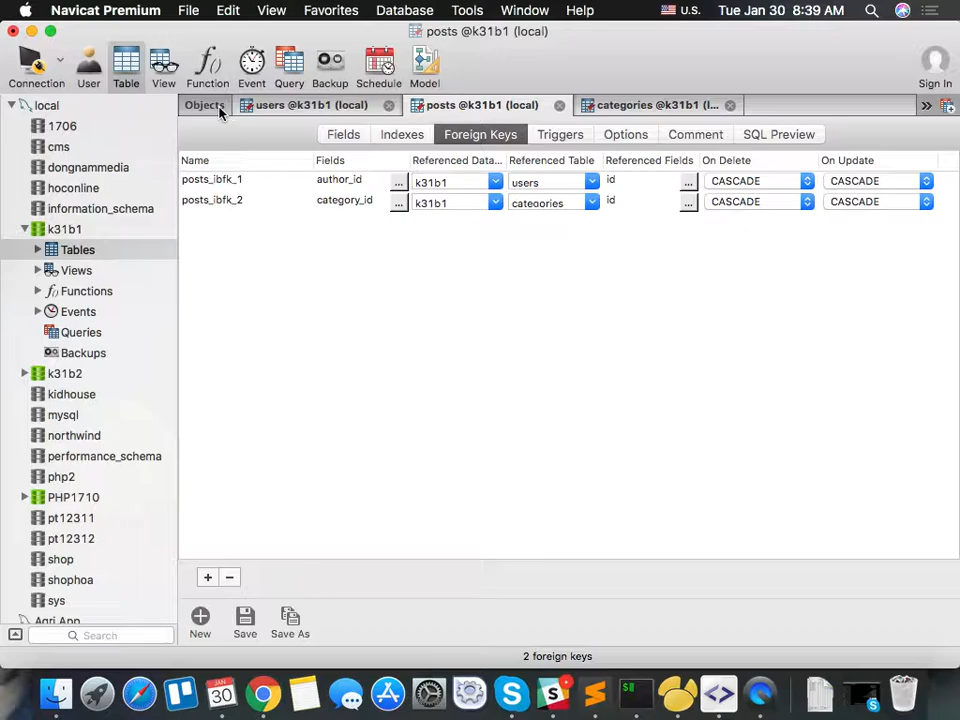 Navicat Premium File Edit View Favorites Database Tools Window Help U.S. Tue Jan 30 8:39 AM
posts @k31b1 (local)
Connection User Table View Function Event Query Backup Schedule Model Sign In
Objects users @k31b1 (local) posts @k31b1 (local) categories @k31b1 (l...
Fields Indexes Foreign Keys Triggers Options Comment SQL Preview
Name Fields Referenced Data... Referenced Table Referenced Fields On Delete On Update
posts_ibfk_1 author_id ... k31b1 users id ... CASCADE CASCADE
posts_ibfk_2 category_id ... k31b1 categories id ... CASCADE CASCADE
local
1706
cms
dongnammedia
hoconline
information_schema
k31b1
Tables
Views
f() Functions
Events
Queries
Backups
k31b2
kidhouse
mysql
northwind
performance_schema
php2
PHP1710
pt12311
pt12312
shop
shophoa
sys
Agri App
Search
+ −
New Save Save As
2 foreign keys
30